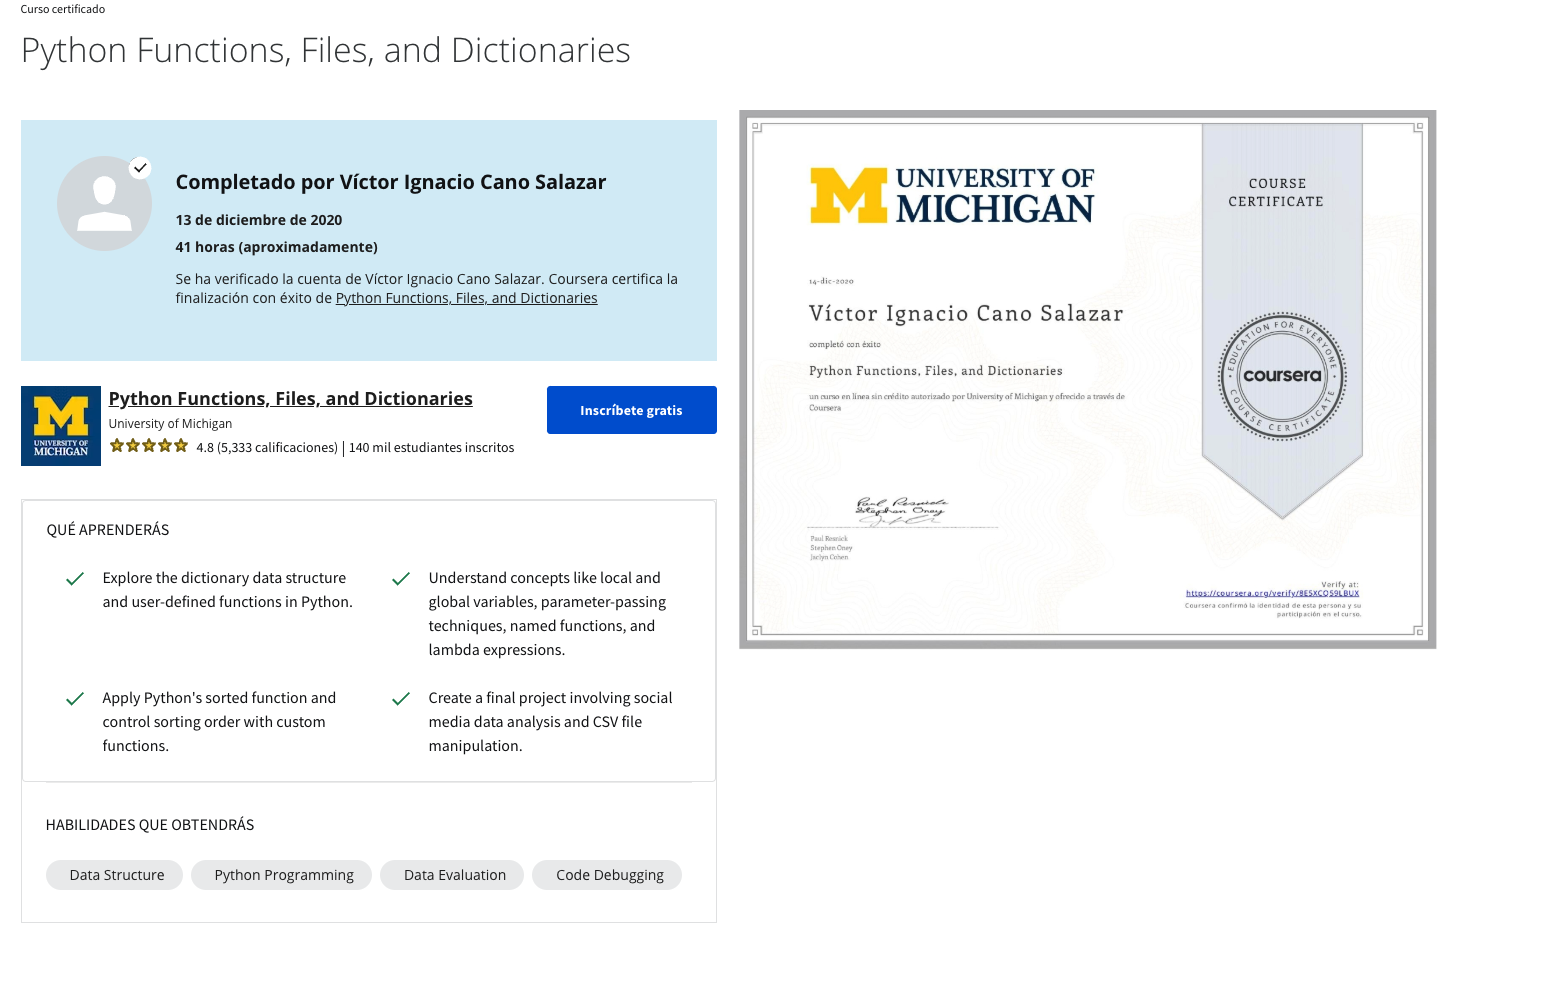 Curso certificado
Python Functions, Files, and Dictionaries
Completado por Víctor Ignacio Cano Salazar
13 de diciembre de 2020
41 horas (aproximadamente)
Se ha verificado la cuenta de Víctor Ignacio Cano Salazar. Coursera certifica la
finalización con éxito de Python Functions, Files, and Dictionaries
UNIVERSITY OF
MICHIGAN
Python Functions, Files, and Dictionaries
University of Michigan
4.8 (5,333 calificaciones) | 140 mil estudiantes inscritos
Inscríbete gratis
QUÉ APRENDERÁS
Explore the dictionary data structure
and user-defined functions in Python.
Understand concepts like local and
global variables, parameter-passing
techniques, named functions, and
lambda expressions.
Apply Python's sorted function and
control sorting order with custom
functions.
Create a final project involving social
media data analysis and CSV file
manipulation.
HABILIDADES QUE OBTENDRÁS
Data Structure
Python Programming
Data Evaluation
Code Debugging
UNIVERSITY OF
MICHIGAN
COURSE
CERTIFICATE
14-dic-2020
Víctor Ignacio Cano Salazar
completó con éxito
Python Functions, Files, and Dictionaries
un curso en línea sin crédito autorizado por University of Michigan y ofrecido a través de
Coursera
EDUCATION FOR EVERYONE
coursera
COURSE CERTIFICATE
Paul Resnick
Stephen Oney
Jaclyn Cohen
Verify at:
https://coursera.org/verify/8E5XCQ59LBUX
Coursera confirmó la identidad de esta persona y su
participación en el curso.